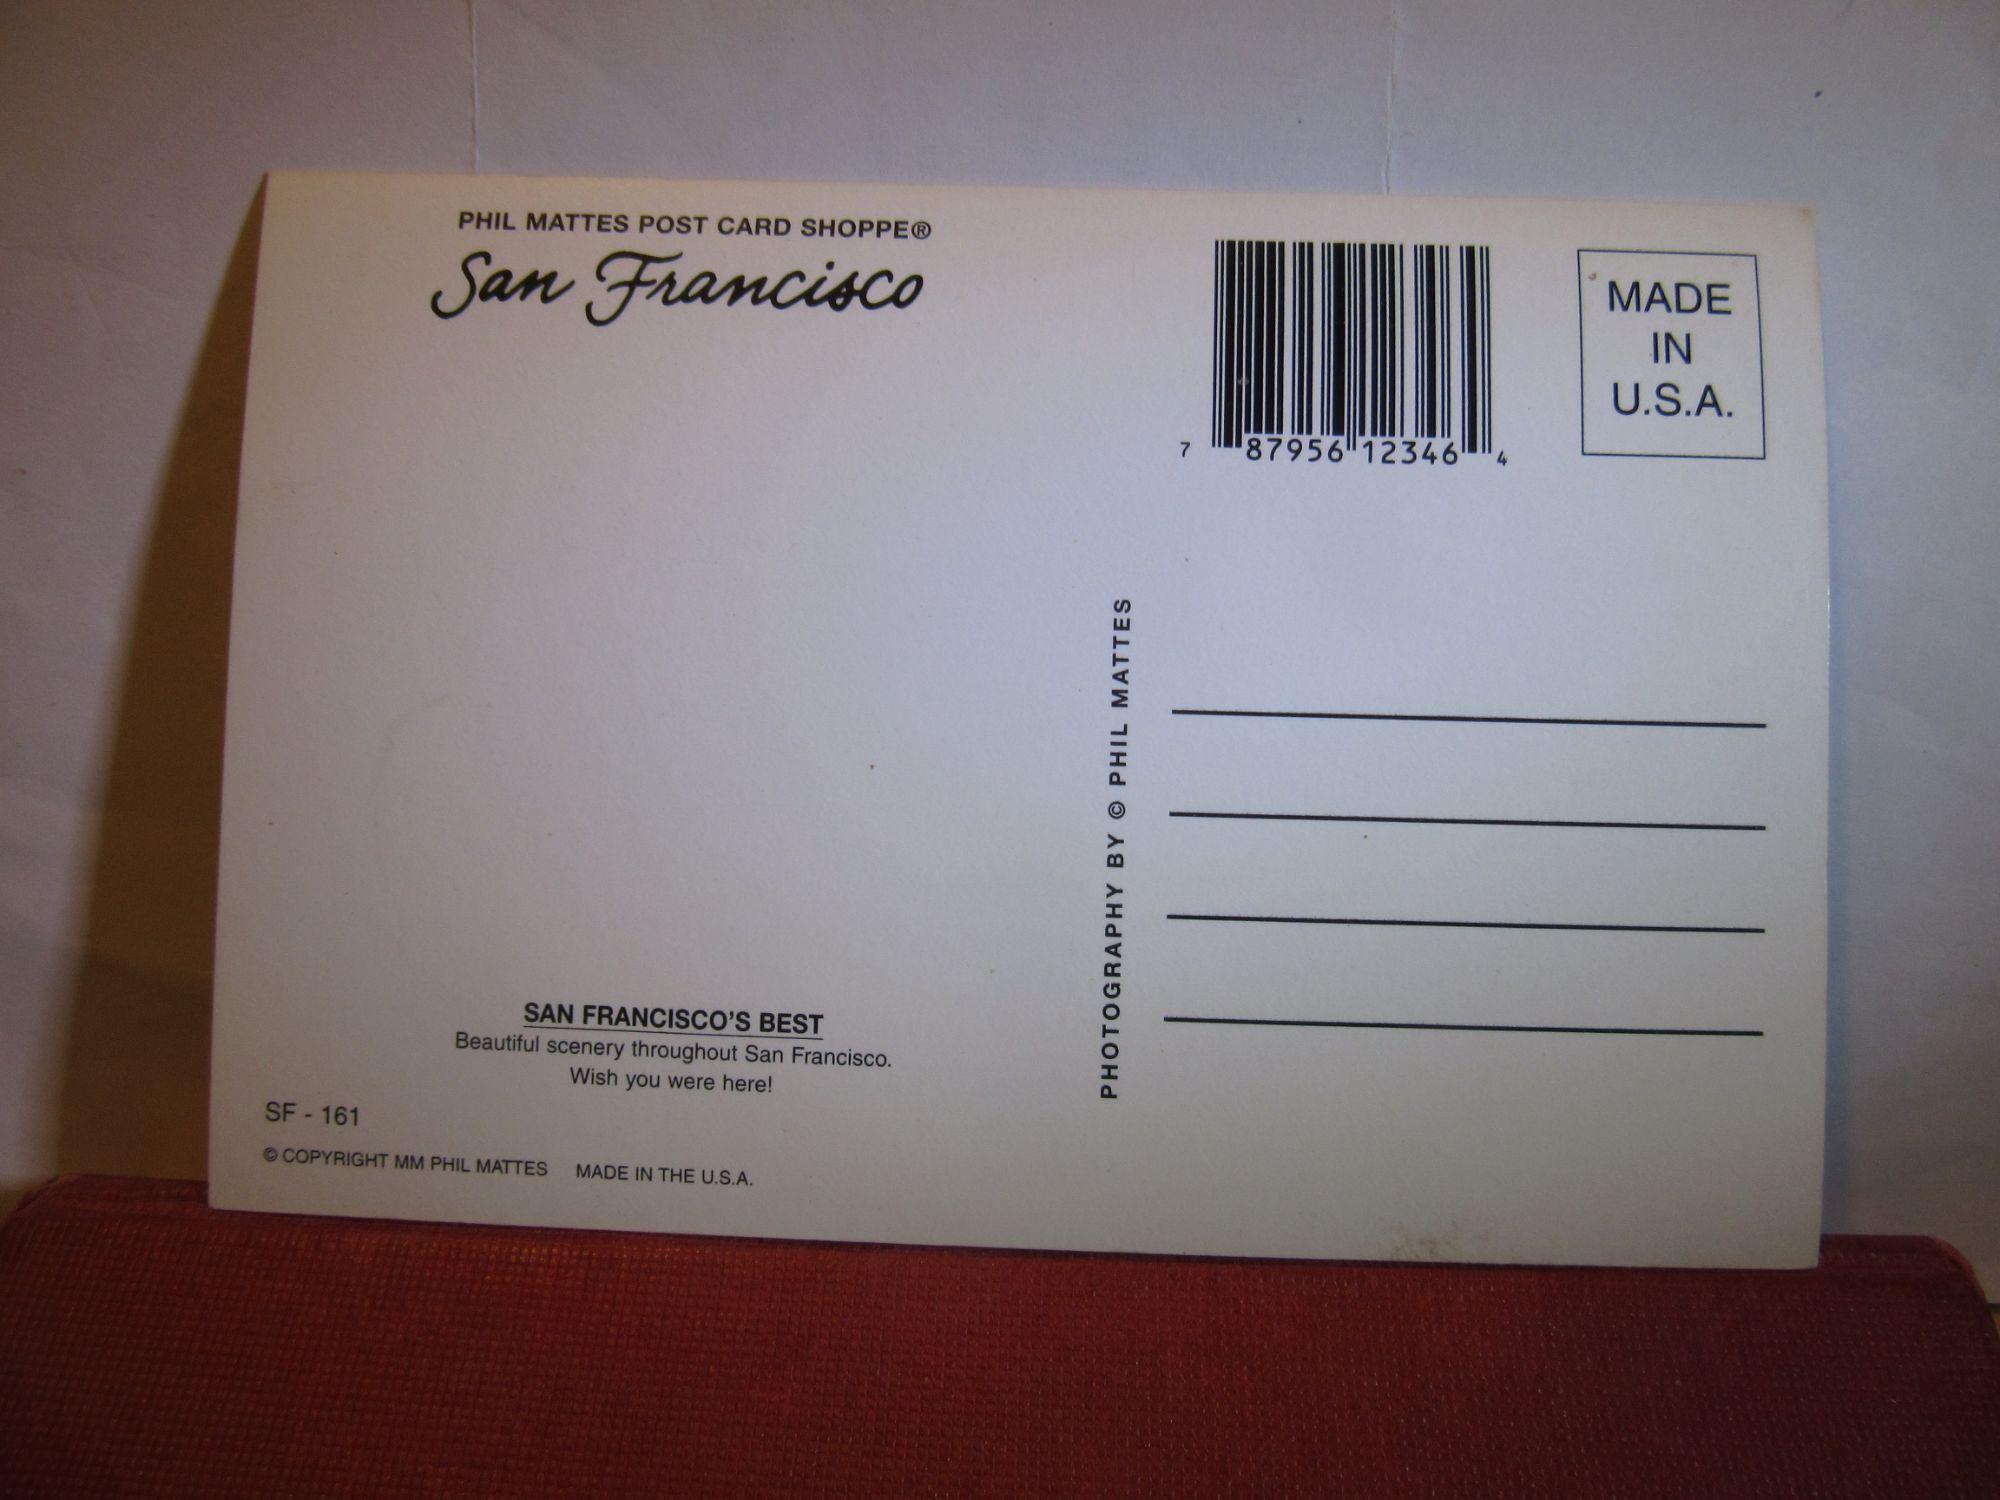 PHIL MATTES POST CARD SHOPPE®
San Francisco
7 87956 12346 4
MADE
IN
U.S.A.
PHOTOGRAPHY BY © PHIL MATTES
SAN FRANCISCO'S BEST
Beautiful scenery throughout San Francisco.
Wish you were here!
SF - 161
© COPYRIGHT MM PHIL MATTES MADE IN THE U.S.A.